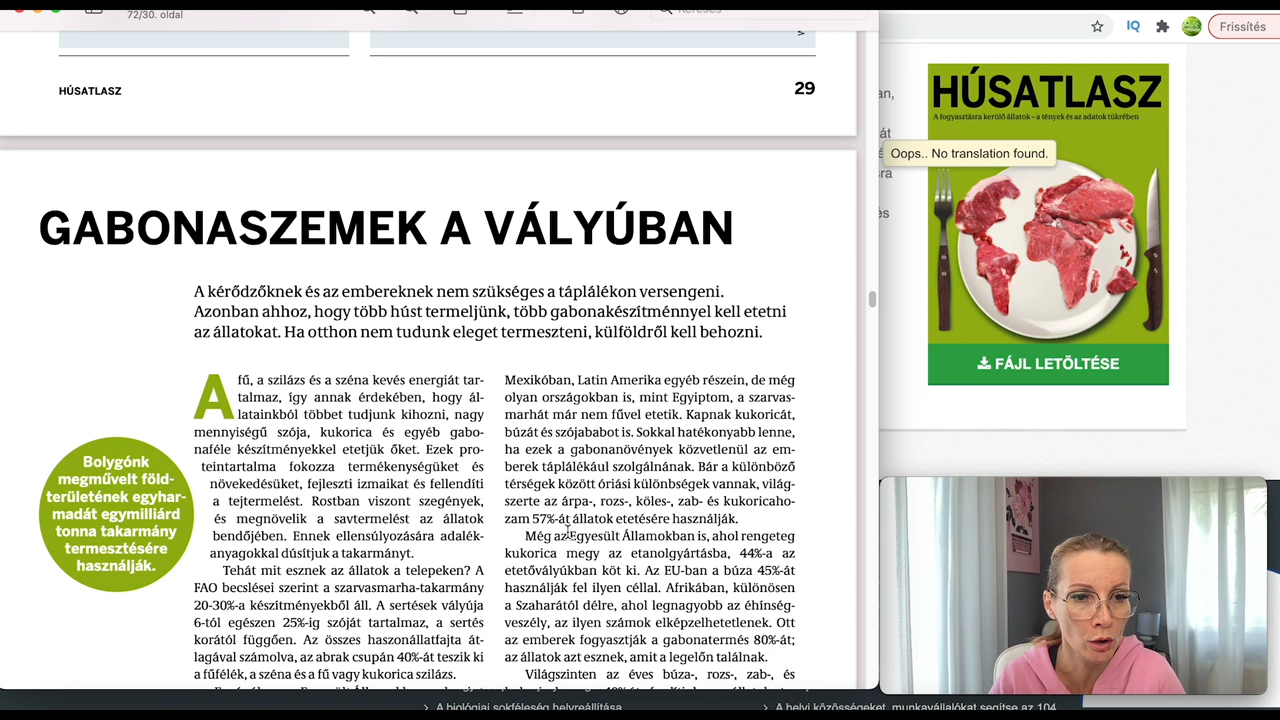 72/30. oldal
Keresés
HÚSATLASZ
29
GABONASZEMEK A VÁLYÚBAN
A kérődzőknek és az embereknek nem szükséges a táplálékon versengeni.
Azonban ahhoz, hogy több húst termeljünk, több gabonakészítménnyel kell etetni
az állatokat. Ha otthon nem tudunk eleget termeszteni, külföldről kell behozni.
A fű, a szilázs és a széna kevés energiát tar-
talmaz, így annak érdekében, hogy ál-
latainkból többet tudjunk kihozni, nagy
mennyiségű szója, kukorica és egyéb gabo-
naféle készítményekkel etetjük őket. Ezek pro-
teintartalma fokozza termékenységüket és
növekedésüket, fejleszti izmaikat és fellendíti
a tejtermelést. Rostban viszont szegények,
és megnövelik a savtermelést az állatok
bendőjében. Ennek ellensúlyozására adalék-
anyagokkal dúsítjuk a takarmányt.
Tehát mit esznek az állatok a telepeken? A
FAO becslései szerint a szarvasmarha-takarmány
20-30%-a készítményekből áll. A sertések vályúja
6-tól egészen 25%-ig szóját tartalmaz, a sertés
korától függően. Az összes haszonállatfajta át-
lagával számolva, az abrak csupán 40%-át teszik ki
a fűfélék, a széna és a fű vagy kukorica szilázs.
Bolygónk
megművelt föld-
területének egyhar-
madát egymilliárd
tonna takarmány
termesztésére
használják.
Mexikóban, Latin Amerika egyéb részein, de még
olyan országokban is, mint Egyiptom, a szarvas-
marhát már nem fűvel etetik. Kapnak kukoricát,
búzát és szójababot is. Sokkal hatékonyabb lenne,
ha ezek a gabonanövények közvetlenül az em-
berek táplálékául szolgálnának. Bár a különböző
térségek között óriási különbségek vannak, világ-
szerte az árpa-, rozs-, köles-, zab- és kukoricaho-
zam 57%-át állatok etetésére használják.
Még az Egyesült Államokban is, ahol rengeteg
kukorica megy az etanolgyártásba, 44%-a az
etetővályúkban köt ki. Az EU-ban a búza 45%-át
használják fel ilyen céllal. Afrikában, különösen
a Szaharától délre, ahol legnagyobb az éhínség-
veszély, az ilyen számok elképzelhetetlenek. Ott
az emberek fogyasztják a gabonatermés 80%-át;
az állatok azt esznek, amit a legelőn találnak.
Világszinten az éves búza-, rozs-, zab-, és
IQ
Frissítés
HÚSATLASZ
A fogyasztásra kerülő állatok – a tények és az adatok tükrében
Oops.. No translation found.
FÁJL LETÖLTÉSE
A biológiai sokféleség helyreállítása
A helyi közösségeket, munkavállalókat segítse az 104